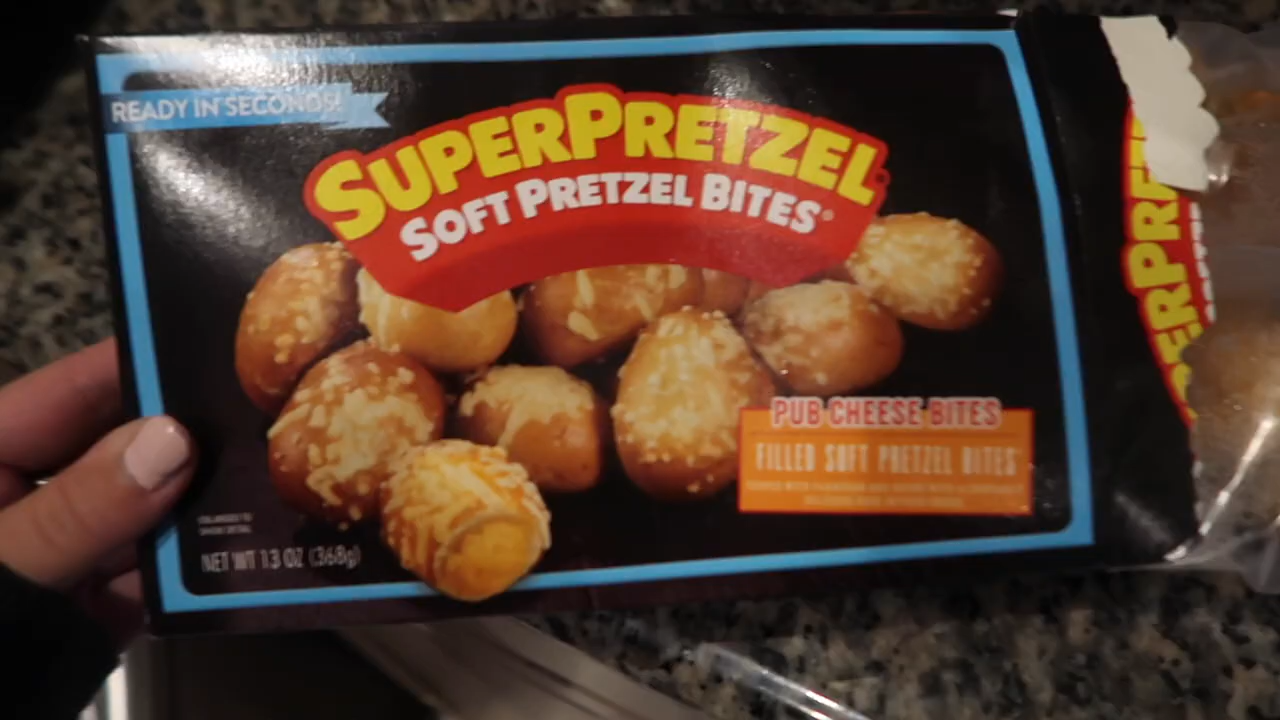 READY IN SECONDS!
SUPERPRETZEL
SOFT PRETZEL BITES®
PUB CHEESE BITES
FILLED SOFT PRETZEL BITES
NET WT 13 OZ (368g)
ERPRE